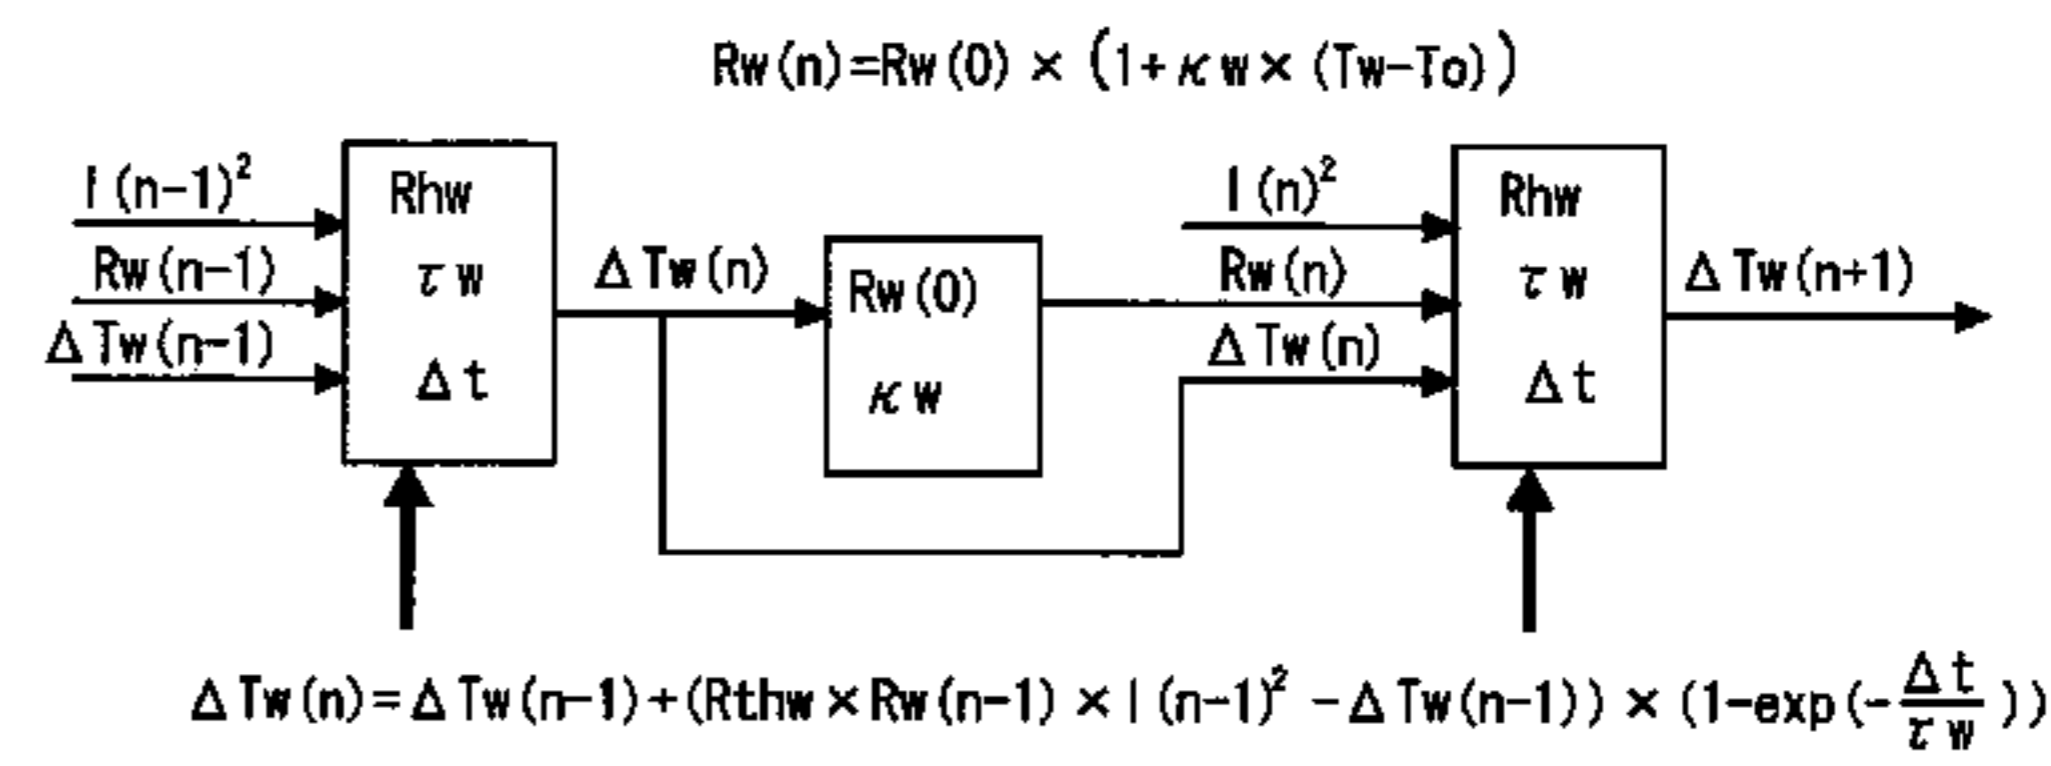 Rw(n)=Rw(0)×(1+κw×(Tw-To))
I(n-1)²
Rw(n-1)
ΔTw(n-1)
Rhw
τw
Δt
ΔTw(n)
Rw(0)
κw
I(n)²
Rw(n)
ΔTw(n)
Rhw
τw
Δt
ΔTw(n+1)
ΔTw(n)=ΔTw(n-1)+(Rthw×Rw(n-1)×I(n-1)²-ΔTw(n-1))×(1-exp(-Δt/τw))